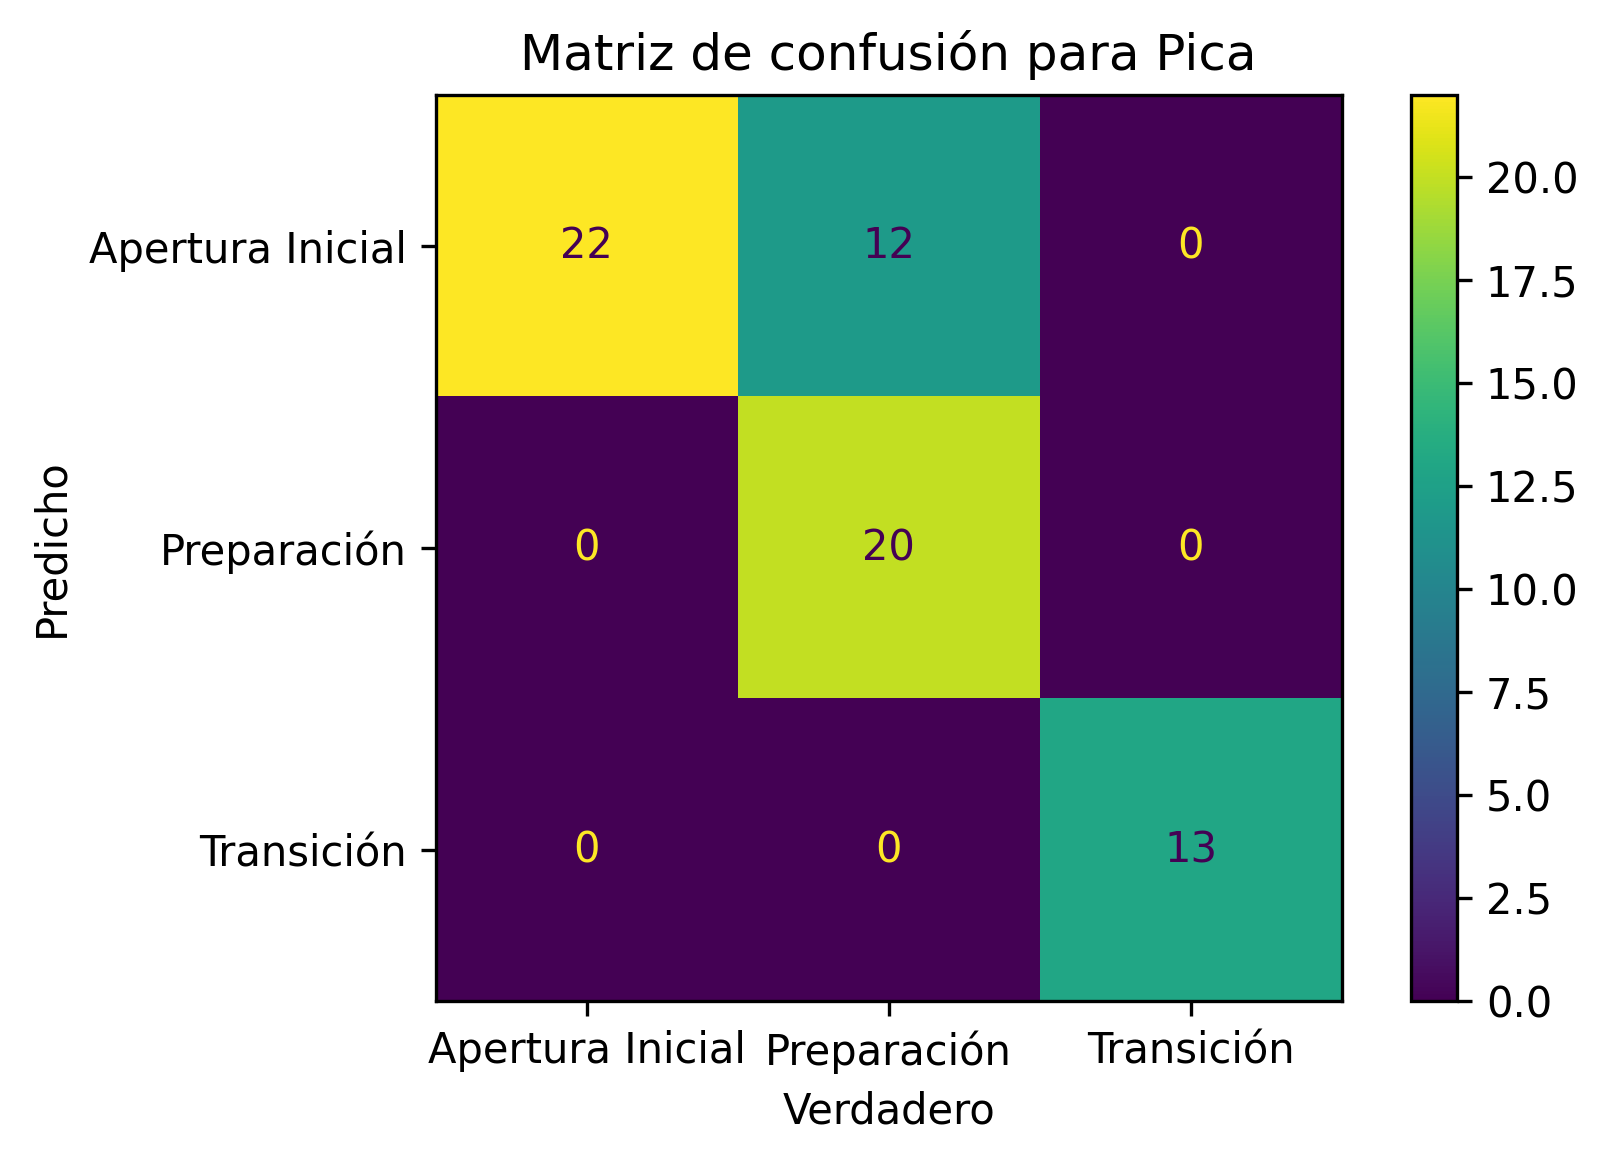 Matriz de confusión para Pica
Apertura Inicial 22 12 0
Preparación 0 20 0
Transición 0 0 13
Predicho
Apertura Inicial Preparación Transición
Verdadero
20.0
17.5
15.0
12.5
10.0
7.5
5.0
2.5
0.0